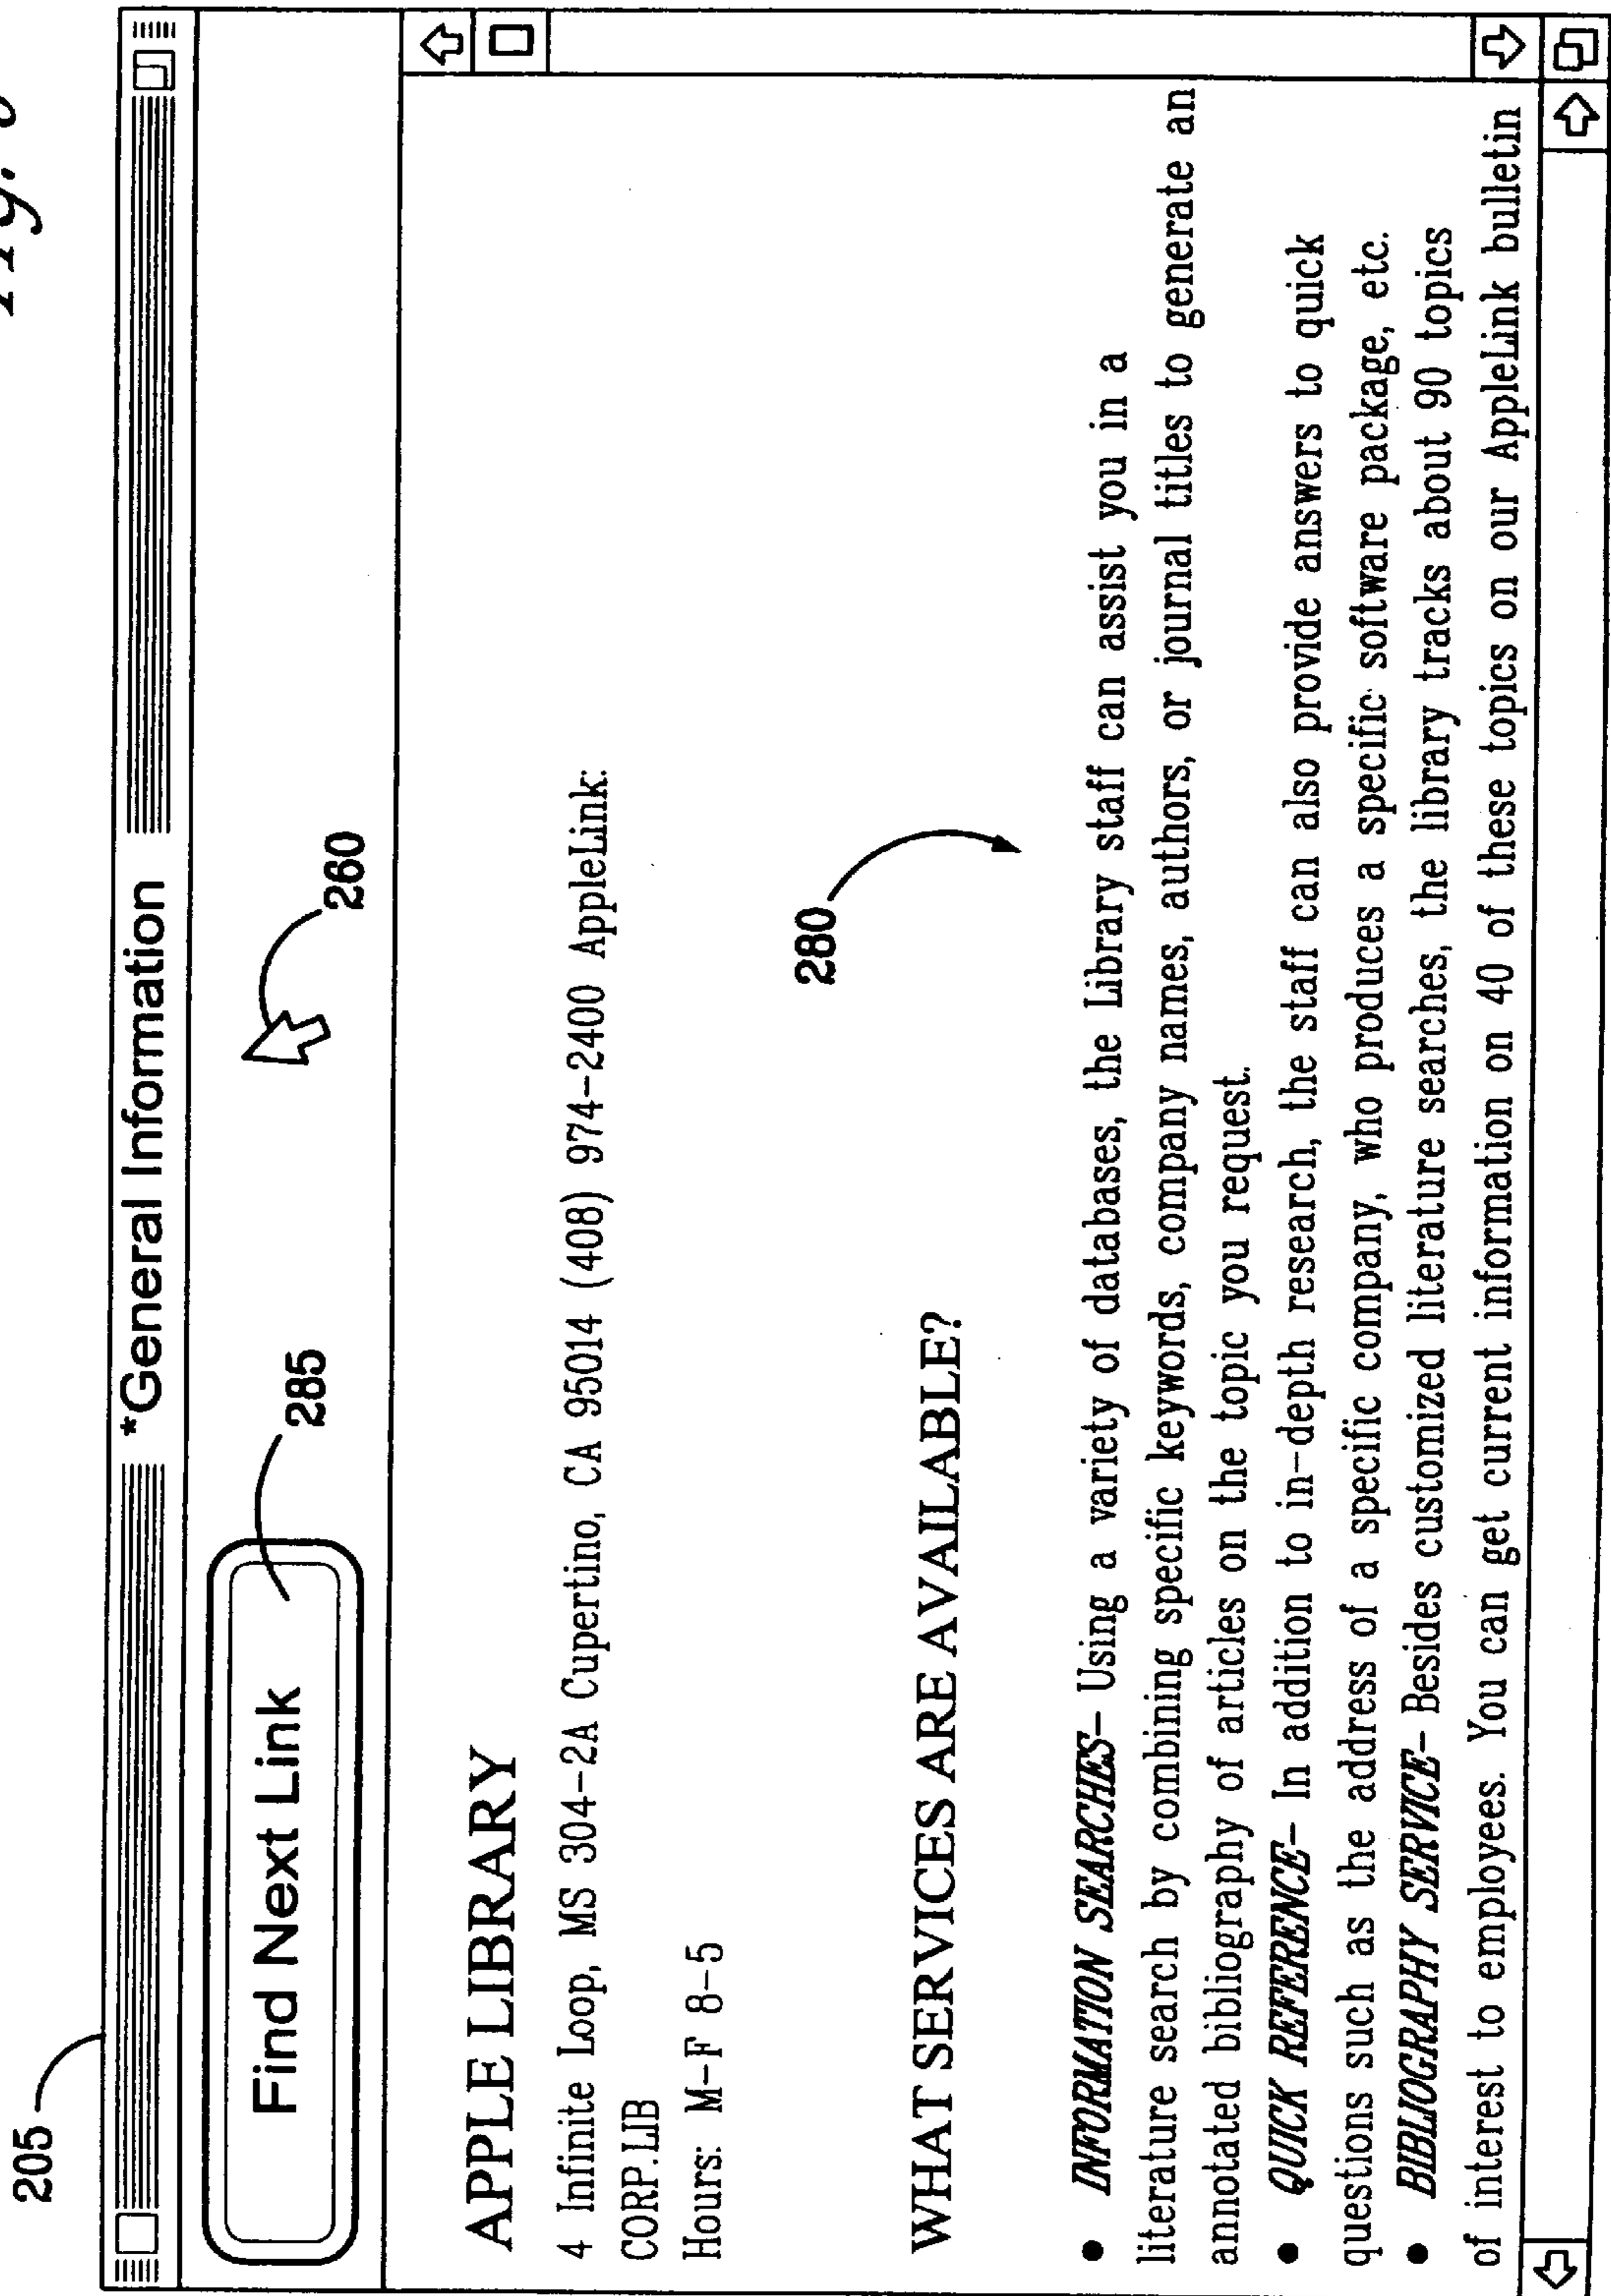 205
*General Information
Find Next Link
285
260
APPLE LIBRARY
4 Infinite Loop, MS 304-2A Cupertino, CA 95014 (408) 974-2400 AppleLink:
CORP.LIB
Hours: M-F 8-5
280
WHAT SERVICES ARE AVAILABLE?
• INFORMATION SEARCHES- Using a variety of databases, the Library staff can assist you in a
literature search by combining specific keywords, company names, authors, or journal titles to generate an
annotated bibliography of articles on the topic you request.
• QUICK REFERENCE- In addition to in-depth research, the staff can also provide answers to quick
questions such as the address of a specific company, who produces a specific software package, etc.
• BIBLIOGRAPHY SERVICE- Besides customized literature searches, the library tracks about 90 topics
of interest to employees. You can get current information on 40 of these topics on our AppleLink bulletin